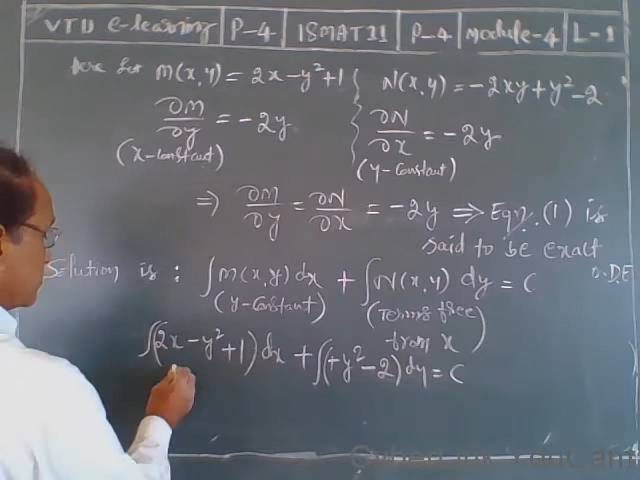 VTU e-learning | P-4 | 18MAT11 | P-4 | Module-4 | L-1
Here for M(x,y) = 2x-y²+1 N(x,y) = -2xy+y²-2
∂M/∂y = -2y ∂N/∂x = -2y
(x-constant) (y-constant)
⇒ ∂M/∂y = ∂N/∂x = -2y ⇒ Eqn. (1) is
said to be exact
O.D.E
Solution is : ∫M(x,y)dx + ∫N(x,y) dy = C
(y-constant) (Terms free
from x)
∫(2x-y²+1)dx + ∫(+y²-2)dy = C